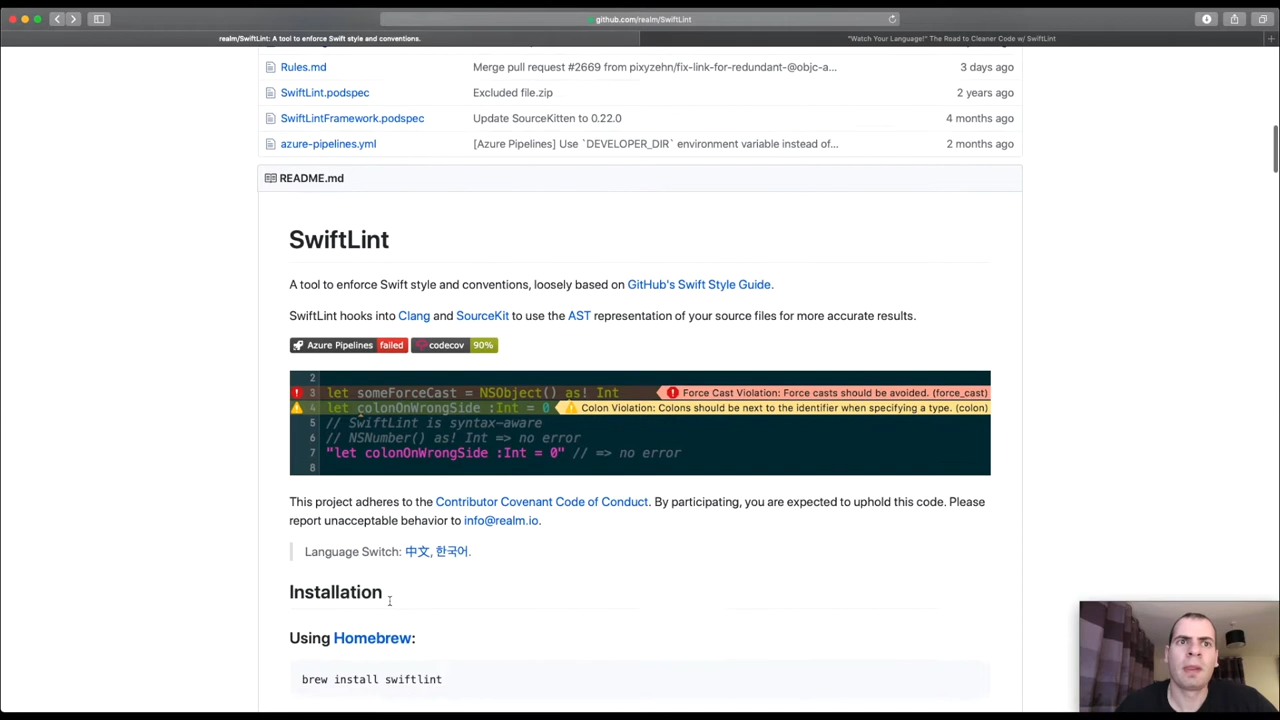 github.com/realm/SwiftLint
realm/SwiftLint: A tool to enforce Swift style and conventions.
"Watch Your Language!" The Road to Cleaner Code w/ SwiftLint
Rules.md Merge pull request #2669 from pixyzehn/fix-link-for-redundant-@objc-a... 3 days ago
SwiftLint.podspec Excluded file.zip 2 years ago
SwiftLintFramework.podspec Update SourceKitten to 0.22.0 4 months ago
azure-pipelines.yml [Azure Pipelines] Use `DEVELOPER_DIR` environment variable instead of... 2 months ago
README.md
SwiftLint
A tool to enforce Swift style and conventions, loosely based on GitHub's Swift Style Guide.
SwiftLint hooks into Clang and SourceKit to use the AST representation of your source files for more accurate results.
Azure Pipelines failed codecov 90%
2
3 let someForceCast = NSObject() as! Int Force Cast Violation: Force casts should be avoided. (force_cast)
4 let colonOnWrongSide :Int = 0 Colon Violation: Colons should be next to the identifier when specifying a type. (colon)
5 // SwiftLint is syntax-aware
6 // NSNumber() as! Int => no error
7 "let colonOnWrongSide :Int = 0" // => no error
8
This project adheres to the Contributor Covenant Code of Conduct. By participating, you are expected to uphold this code. Please
report unacceptable behavior to info@realm.io.
Language Switch: 中文, 한국어.
Installation
Using Homebrew:
brew install swiftlint